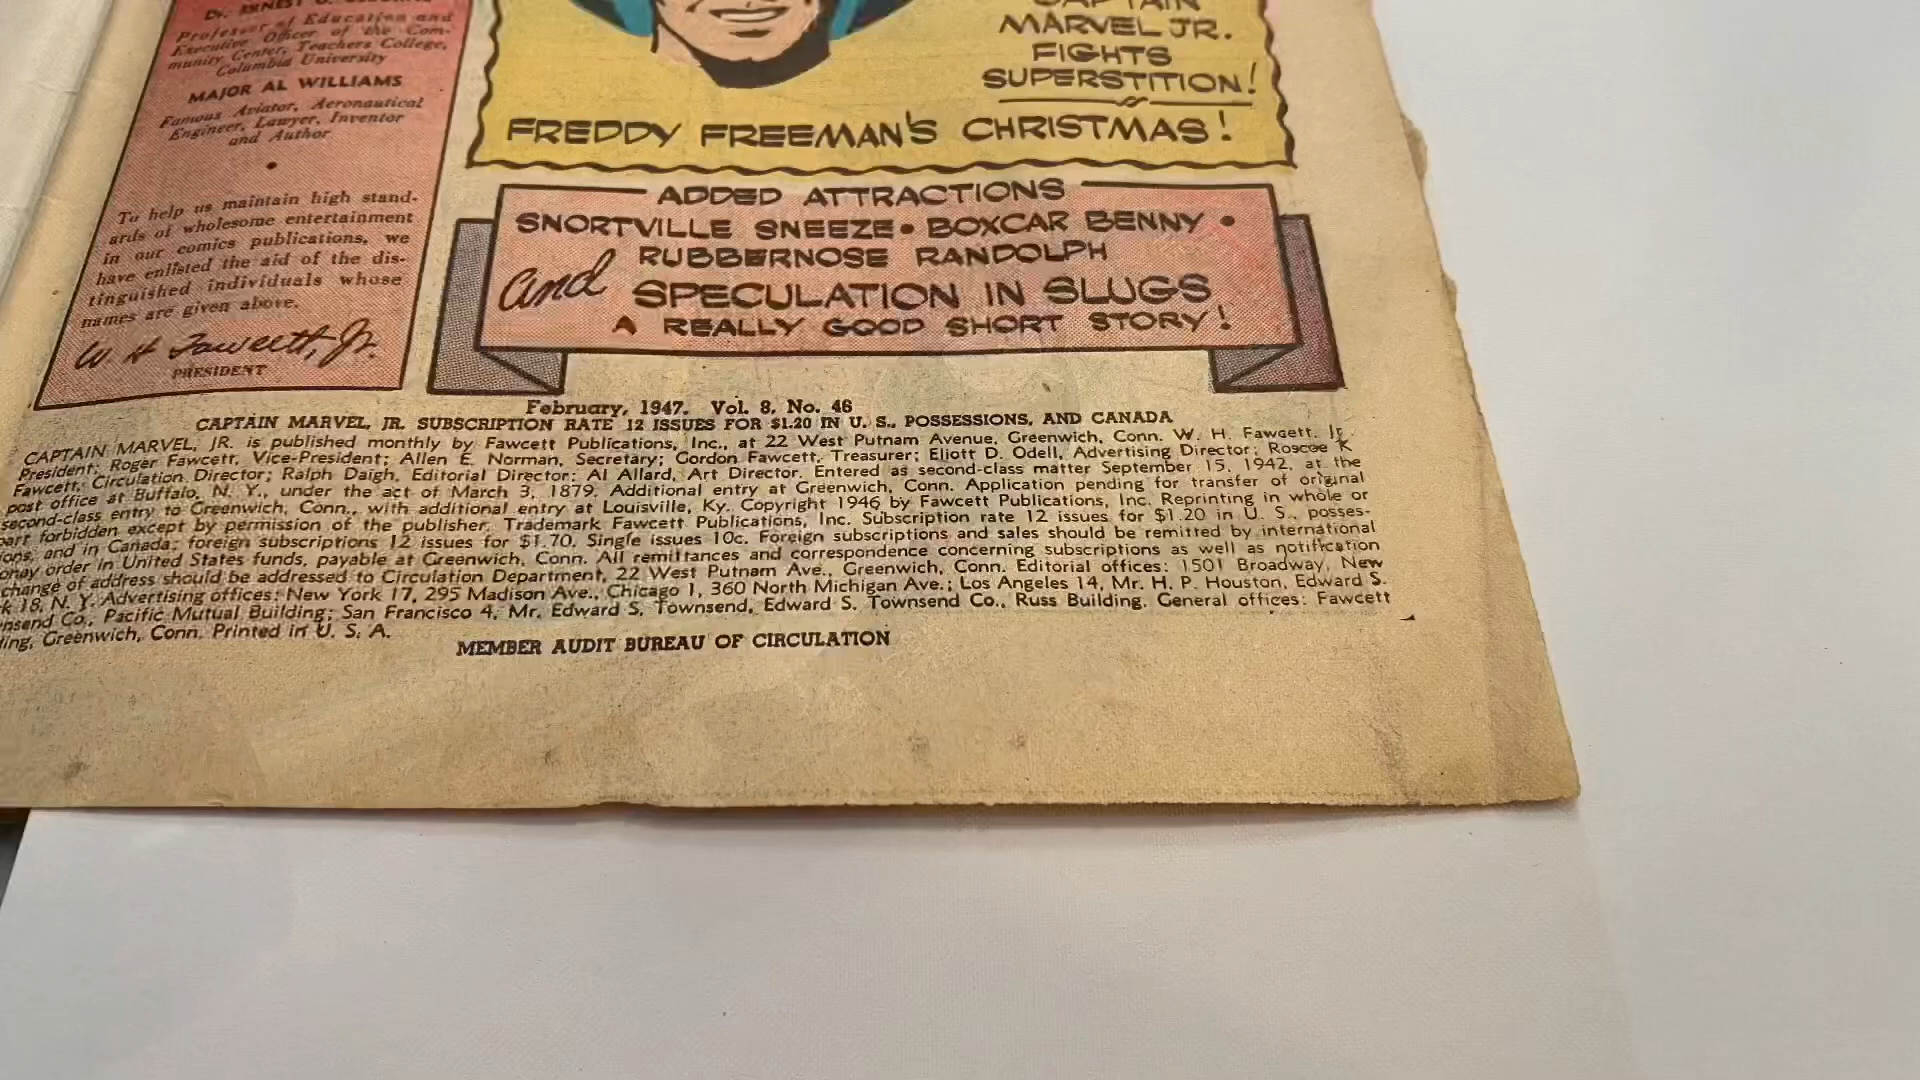 Dr. ERNEST G.
Professor of Education and
Executive Officer of the Com-
munity Center, Teachers College,
Columbia University
MAJOR AL WILLIAMS
Famous Aviator, Aeronautical
Engineer, Lawyer, Inventor
and Author
•
To help us maintain high stand-
ards of wholesome entertainment
in our comics publications, we
have enlisted the aid of the dis-
tinguished individuals whose
names are given above.
W. H. Fawcett, Jr.
PRESIDENT
CAPTAIN
MARVEL JR.
FIGHTS
SUPERSTITION!
FREDDY FREEMAN'S CHRISTMAS!
ADDED ATTRACTIONS
SNORTVILLE SNEEZE • BOXCAR BENNY •
RUBBERNOSE RANDOLPH
and SPECULATION IN SLUGS
A REALLY GOOD SHORT STORY!
February, 1947. Vol. 8, No. 46
CAPTAIN MARVEL, JR. SUBSCRIPTION RATE 12 ISSUES FOR $1.20 IN U. S., POSSESSIONS, AND CANADA
CAPTAIN MARVEL, JR. is published monthly by Fawcett Publications, Inc., at 22 West Putnam Avenue, Greenwich, Conn. W. H. Fawcett, Jr.
President; Roger Fawcett, Vice-President; Allen E. Norman, Secretary; Gordon Fawcett, Treasurer; Eliott D. Odell, Advertising Director; Roscoe K
Fawcett, Circulation Director; Ralph Daigh, Editorial Director; Al Allard, Art Director. Entered as second-class matter September 15, 1942, at the
post office at Buffalo, N. Y., under the act of March 3, 1879. Additional entry at Greenwich, Conn. Application pending for transfer of original
second-class entry to Greenwich, Conn., with additional entry at Louisville, Ky. Copyright 1946 by Fawcett Publications, Inc. Reprinting in whole or
part forbidden except by permission of the publisher. Trademark Fawcett Publications, Inc. Subscription rate 12 issues for $1.20 in U. S., posses-
ions, and in Canada; foreign subscriptions 12 issues for $1.70. Single issues 10c. Foreign subscriptions and sales should be remitted by international
oney order in United States funds, payable at Greenwich, Conn. All remittances and correspondence concerning subscriptions as well as notification
change of address should be addressed to Circulation Department, 22 West Putnam Ave., Greenwich, Conn. Editorial offices: 1501 Broadway, New
k 18, N. Y. Advertising offices: New York 17, 295 Madison Ave., Chicago 1, 360 North Michigan Ave.; Los Angeles 14, Mr. H. P. Houston, Edward S.
nsend Co., Pacific Mutual Building; San Francisco 4, Mr. Edward S. Townsend, Edward S. Townsend Co., Russ Building. General offices: Fawcett
ling, Greenwich, Conn. Printed in U. S. A.
MEMBER AUDIT BUREAU OF CIRCULATION